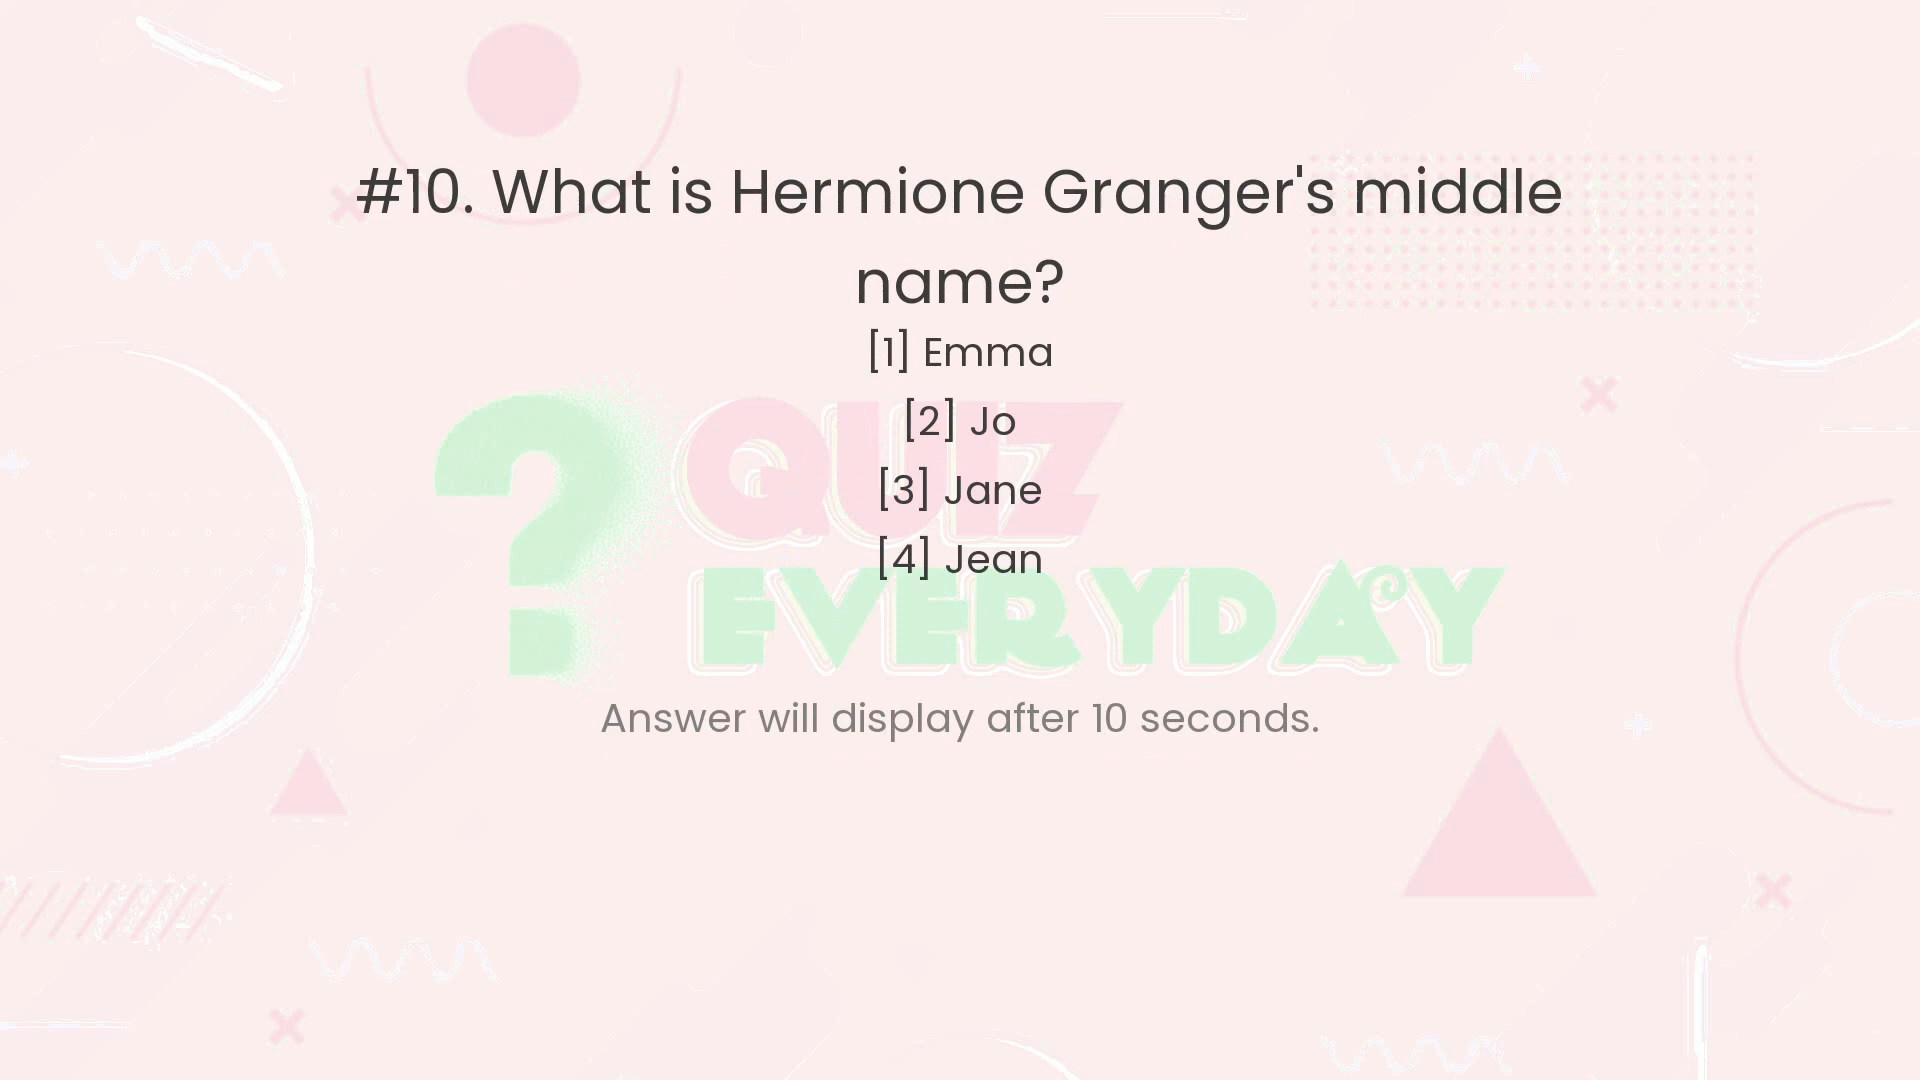 #10. What is Hermione Granger's middle
name?
[1] Emma
[2] Jo
[3] Jane
[4] Jean
? QUIZ
EVERYDAY
Answer will display after 10 seconds.